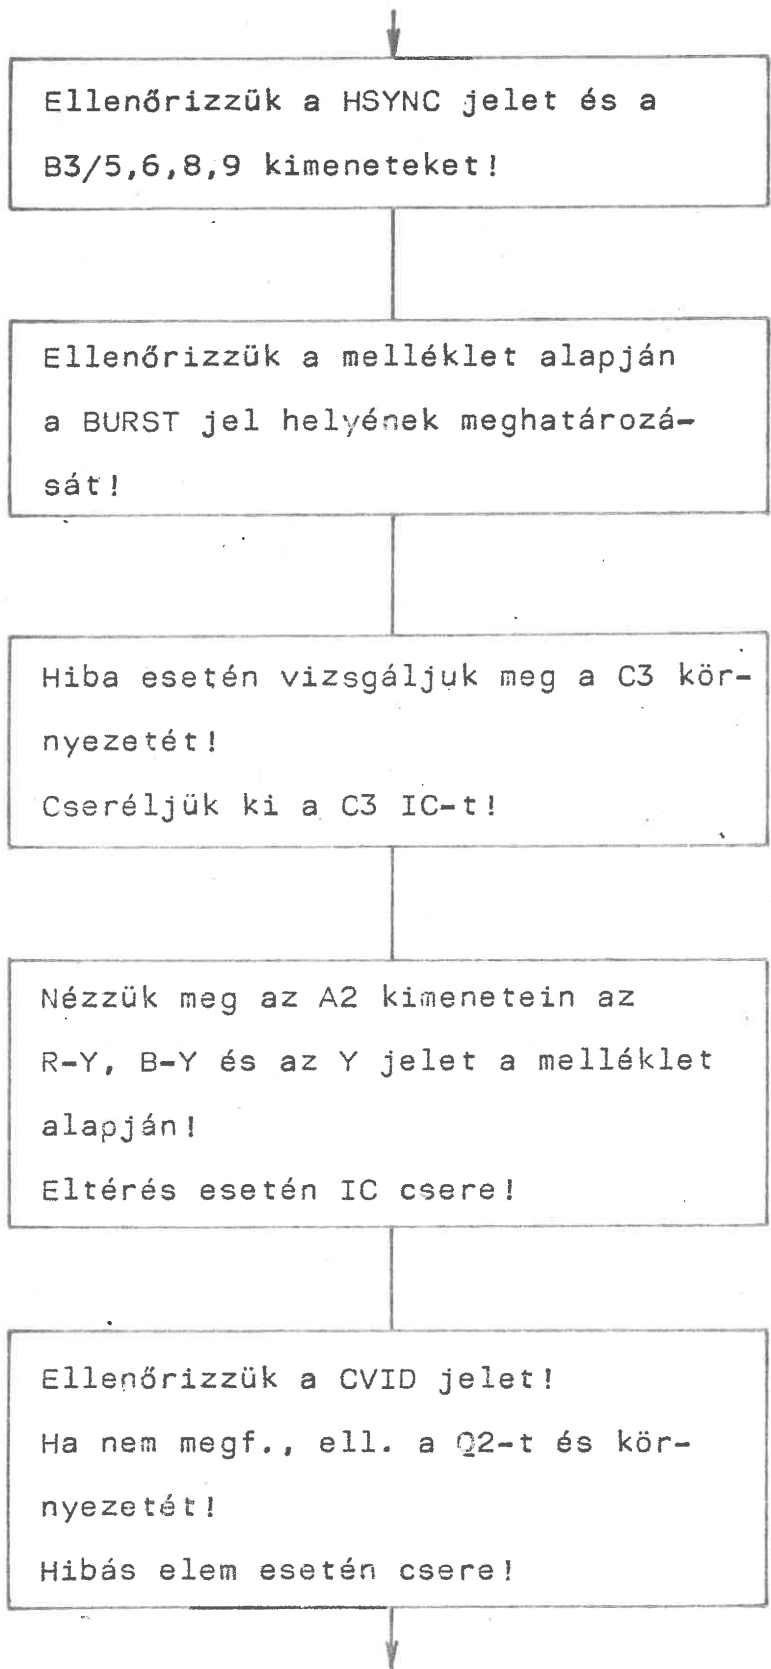 Ellenőrizzük a HSYNC jelet és a
B3/5,6,8,9 kimeneteket!
Ellenőrizzük a melléklet alapján
a BURST jel helyének meghatározá-
sát!
Hiba esetén vizsgáljuk meg a C3 kör-
nyezetét!
Cseréljük ki a C3 IC-t!
Nézzük meg az A2 kimenetein az
R-Y, B-Y és az Y jelet a melléklet
alapján!
Eltérés esetén IC csere!
Ellenőrizzük a CVID jelet!
Ha nem megf., ell. a Q2-t és kör-
nyezetét!
Hibás elem esetén csere!